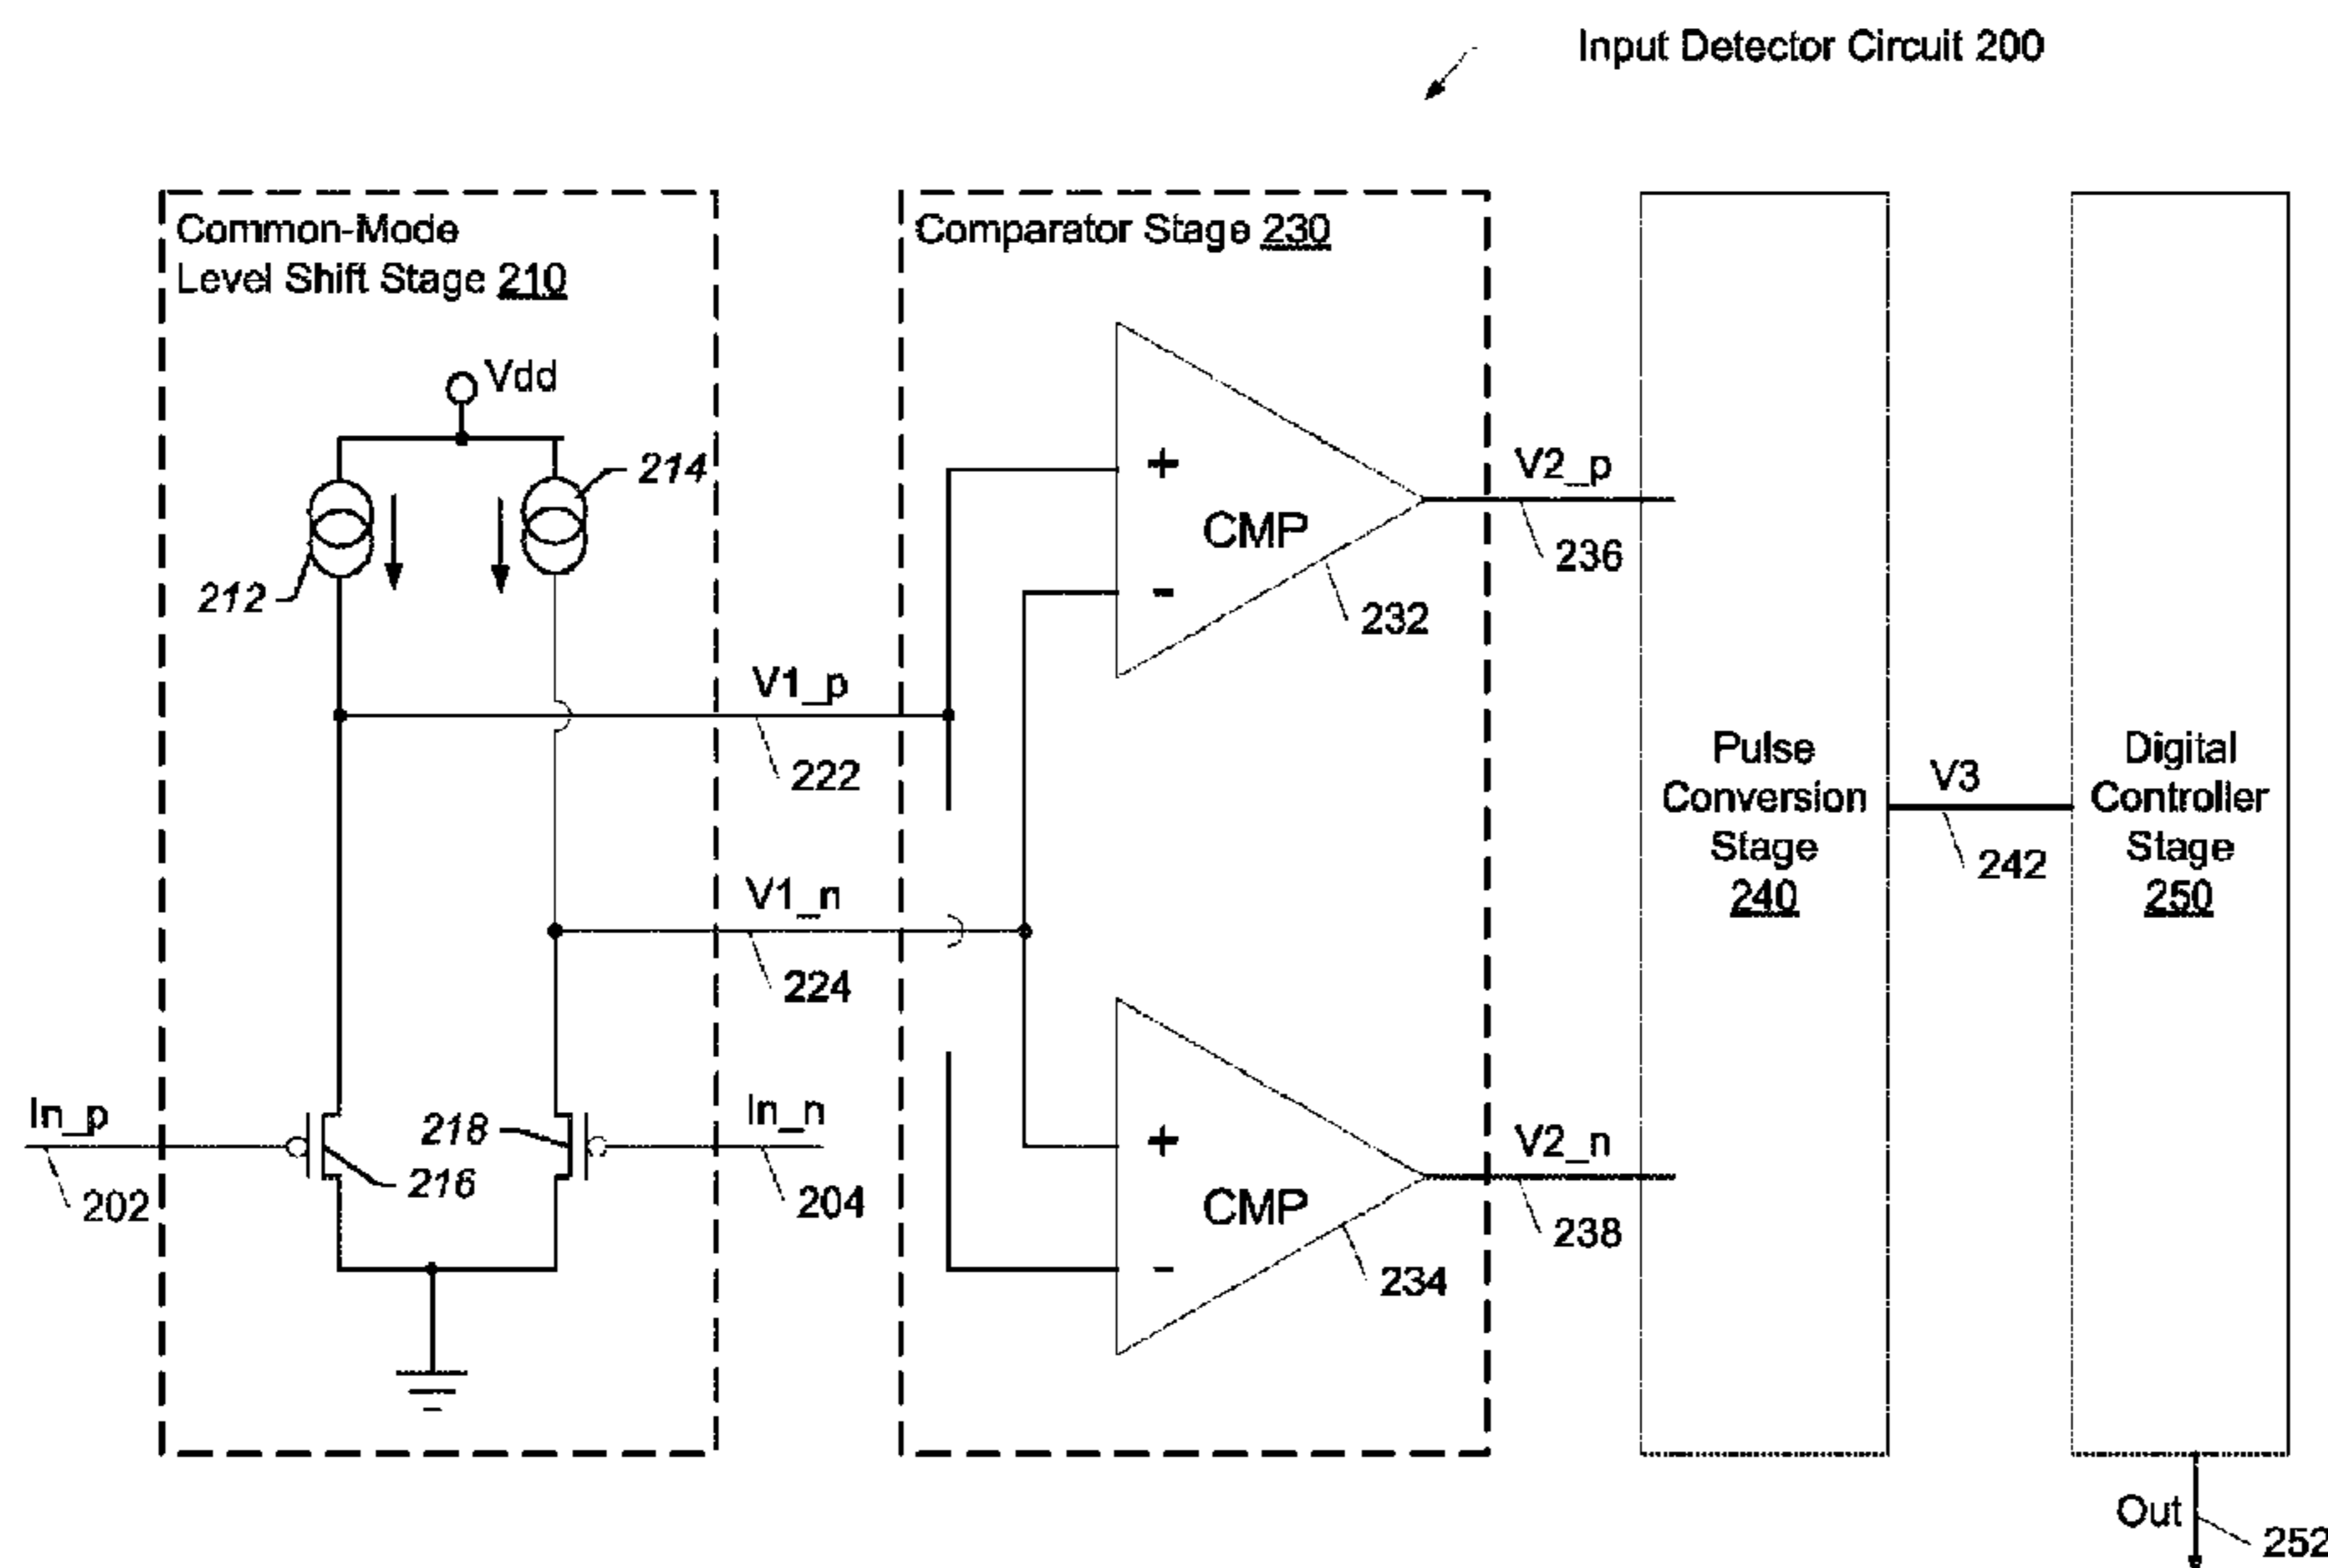 Input Detector Circuit 200
Common-Mode
Level Shift Stage 210
Vdd
214
212
V1_p
222
V1_n
224
In_p
202
218
216
In_n
204
Comparator Stage 230
+
CMP
-
232
V2_p
236
+
CMP
-
234
V2_n
238
Pulse
Conversion
Stage
240
V3
242
Digital
Controller
Stage
250
Out
252